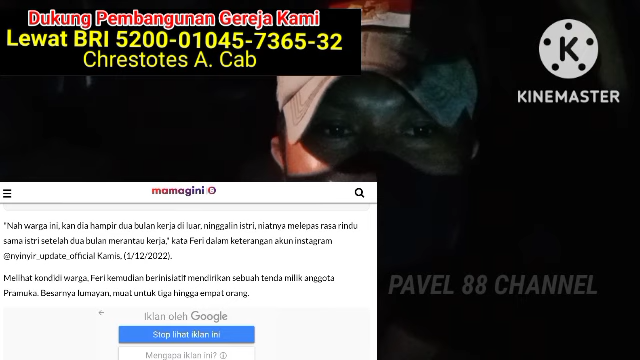 Dukung Pembangunan Gereja Kami
Lewat BRI 5200-01045-7365-32
Chrestotes A. Cab
K
KINEMASTER
mamagini
"Nah warga ini, kan dia hampir dua bulan kerja di luar, ninggalin istri, niatnya melepas rasa rindu
sama istri setelah dua bulan merantau kerja," kata Feri dalam keterangan akun instagram
@nyinyir_update_official Kamis, (1/12/2022).
Melihat kondidi warga, Feri kemudian berinisiatif mendirikan sebuah tenda milik anggota
Pramuka. Besarnya lumayan, muat untuk tiga hingga empat orang.
Iklan oleh Google
Stop lihat iklan ini
Mengapa iklan ini?
PAVEL 88 CHANNEL